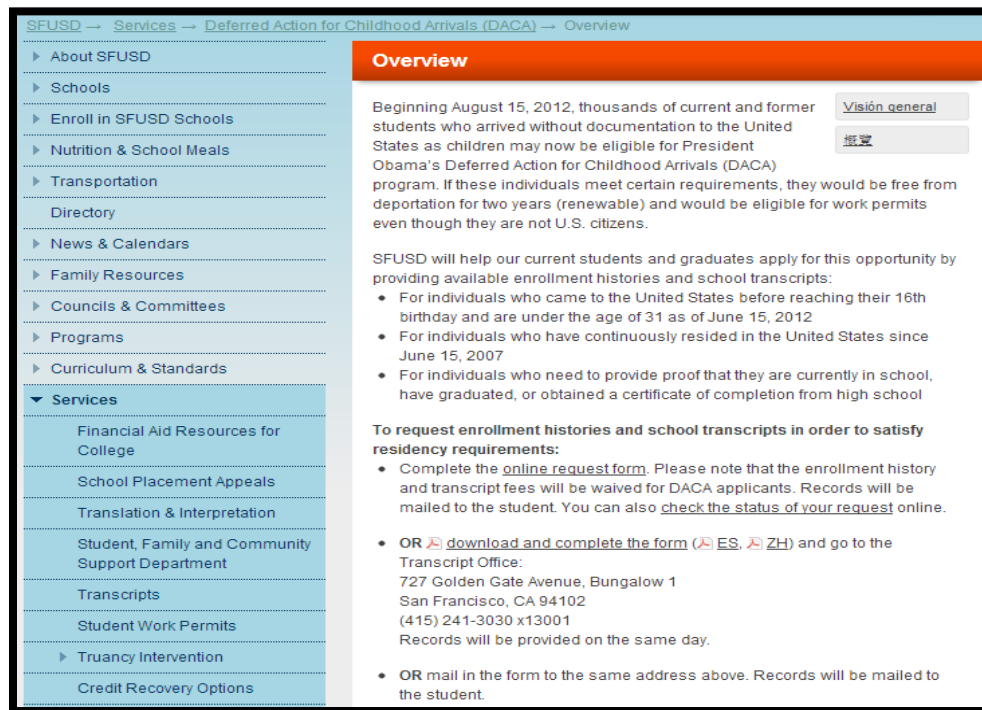 SFUSD → Services → Deferred Action for Childhood Arrivals (DACA) → Overview
About SFUSD
Schools
Enroll in SFUSD Schools
Nutrition & School Meals
Transportation
Directory
News & Calendars
Family Resources
Councils & Committees
Programs
Curriculum & Standards
Services
Financial Aid Resources for
College
School Placement Appeals
Translation & Interpretation
Student, Family and Community
Support Department
Transcripts
Student Work Permits
Truancy Intervention
Credit Recovery Options
Overview
Visión general
概覽
Beginning August 15, 2012, thousands of current and former
students who arrived without documentation to the United
States as children may now be eligible for President
Obama's Deferred Action for Childhood Arrivals (DACA)
program. If these individuals meet certain requirements, they would be free from
deportation for two years (renewable) and would be eligible for work permits
even though they are not U.S. citizens.
SFUSD will help our current students and graduates apply for this opportunity by
providing available enrollment histories and school transcripts:
• For individuals who came to the United States before reaching their 16th
birthday and are under the age of 31 as of June 15, 2012
• For individuals who have continuously resided in the United States since
June 15, 2007
• For individuals who need to provide proof that they are currently in school,
have graduated, or obtained a certificate of completion from high school
To request enrollment histories and school transcripts in order to satisfy
residency requirements:
• Complete the online request form. Please note that the enrollment history
and transcript fees will be waived for DACA applicants. Records will be
mailed to the student. You can also check the status of your request online.
• OR download and complete the form (ES, ZH) and go to the
Transcript Office:
727 Golden Gate Avenue, Bungalow 1
San Francisco, CA 94102
(415) 241-3030 x13001
Records will be provided on the same day.
• OR mail in the form to the same address above. Records will be mailed to
the student.